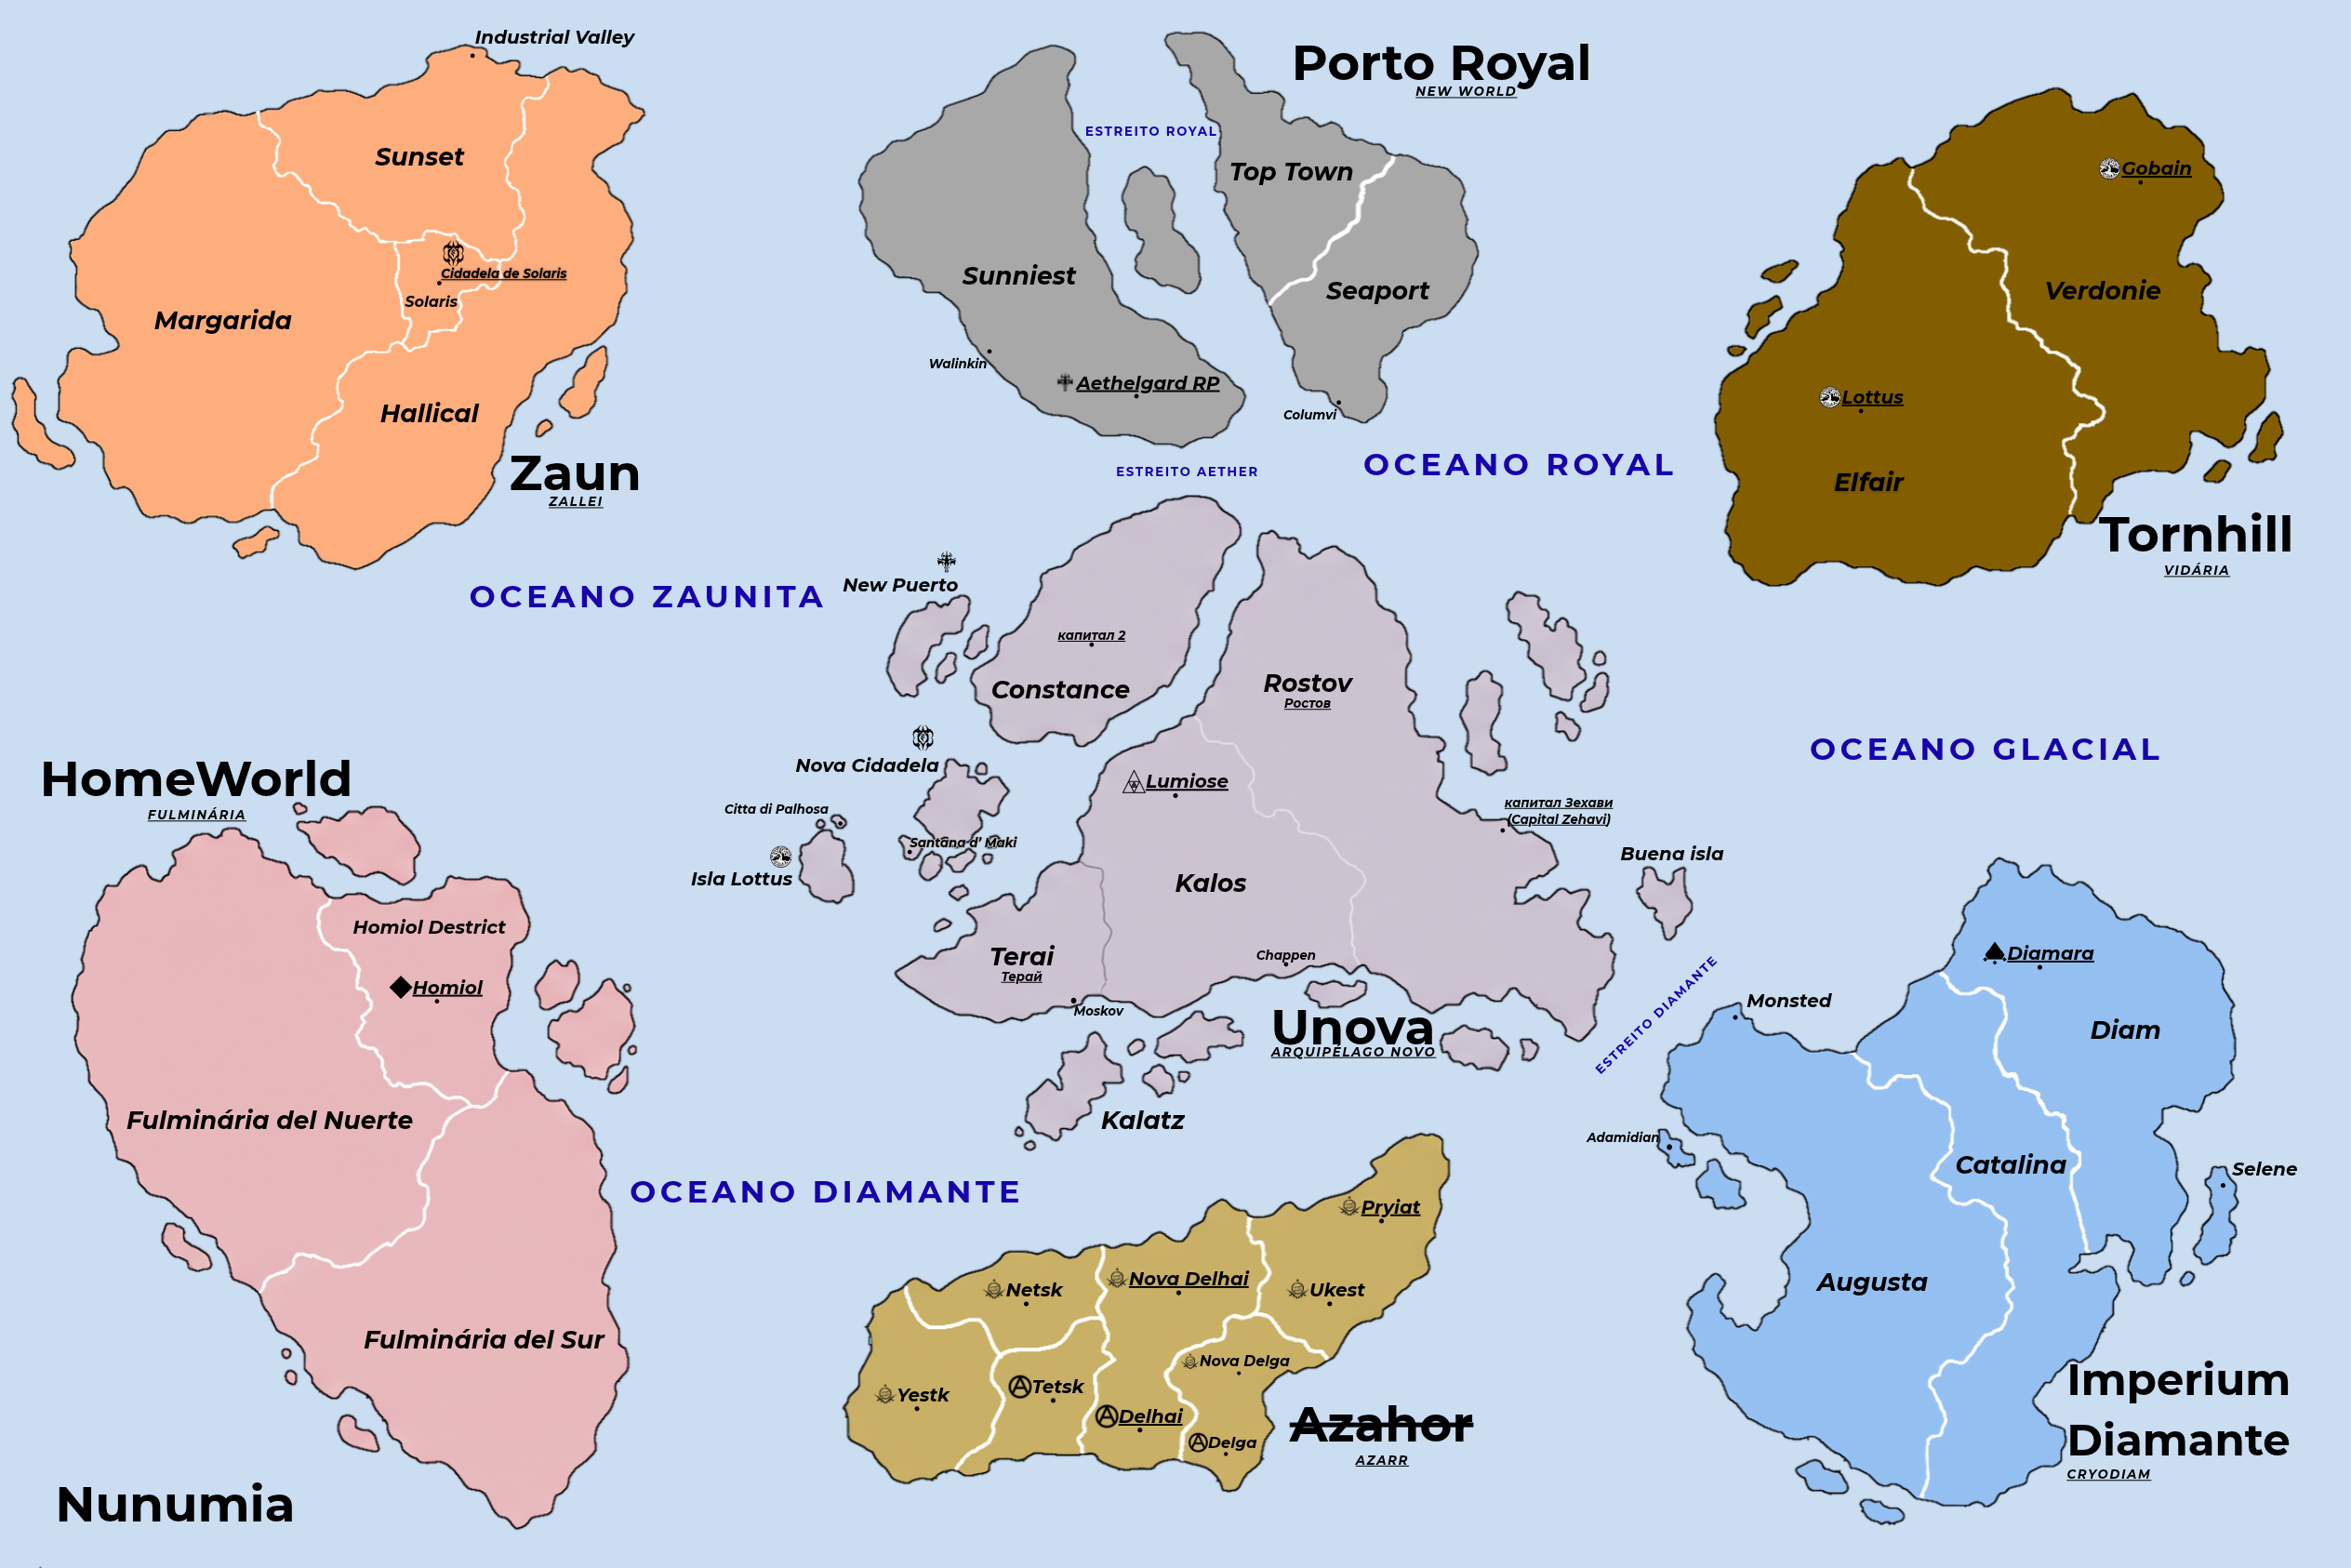 Industrial Valley
Sunset
Cidadela de Solaris
Solaris
Margarida
Hallical
Zaun
ZALLEI
Porto Royal
NEW WORLD
ESTREITO ROYAL
Top Town
Sunniest
Seaport
Walinkin
Aethelgard RP
Columvi
ESTREITO AETHER
OCEANO ROYAL
Gobain
Verdonie
Lottus
Elfair
Tornhill
VIDÁRIA
OCEANO ZAUNITA
New Puerto
капитал 2
Constance
Rostov
Ростов
Nova Cidadela
Citta di Palhosa
Santana d' Maki
Isla Lottus
Lumiose
капитал Зехави
(Capital Zehavi)
Kalos
Buena isla
Terai
Терай
Chappen
Moskov
Unova
ARQUIPÉLAGO NOVO
Kalatz
OCEANO GLACIAL
ESTREITO DIAMANTE
HomeWorld
FULMINÁRIA
Homiol Destrict
Homiol
Fulminária del Nuerte
Fulminária del Sur
Nunumia
OCEANO DIAMANTE
Pryiat
Netsk
Nova Delhai
Ukest
Nova Delga
Yestk
Tetsk
Delhai
Delga
Azahor
AZARR
Diamara
Monsted
Diam
Adamidian
Catalina
Selene
Augusta
Imperium
Diamante
CRYODIAM